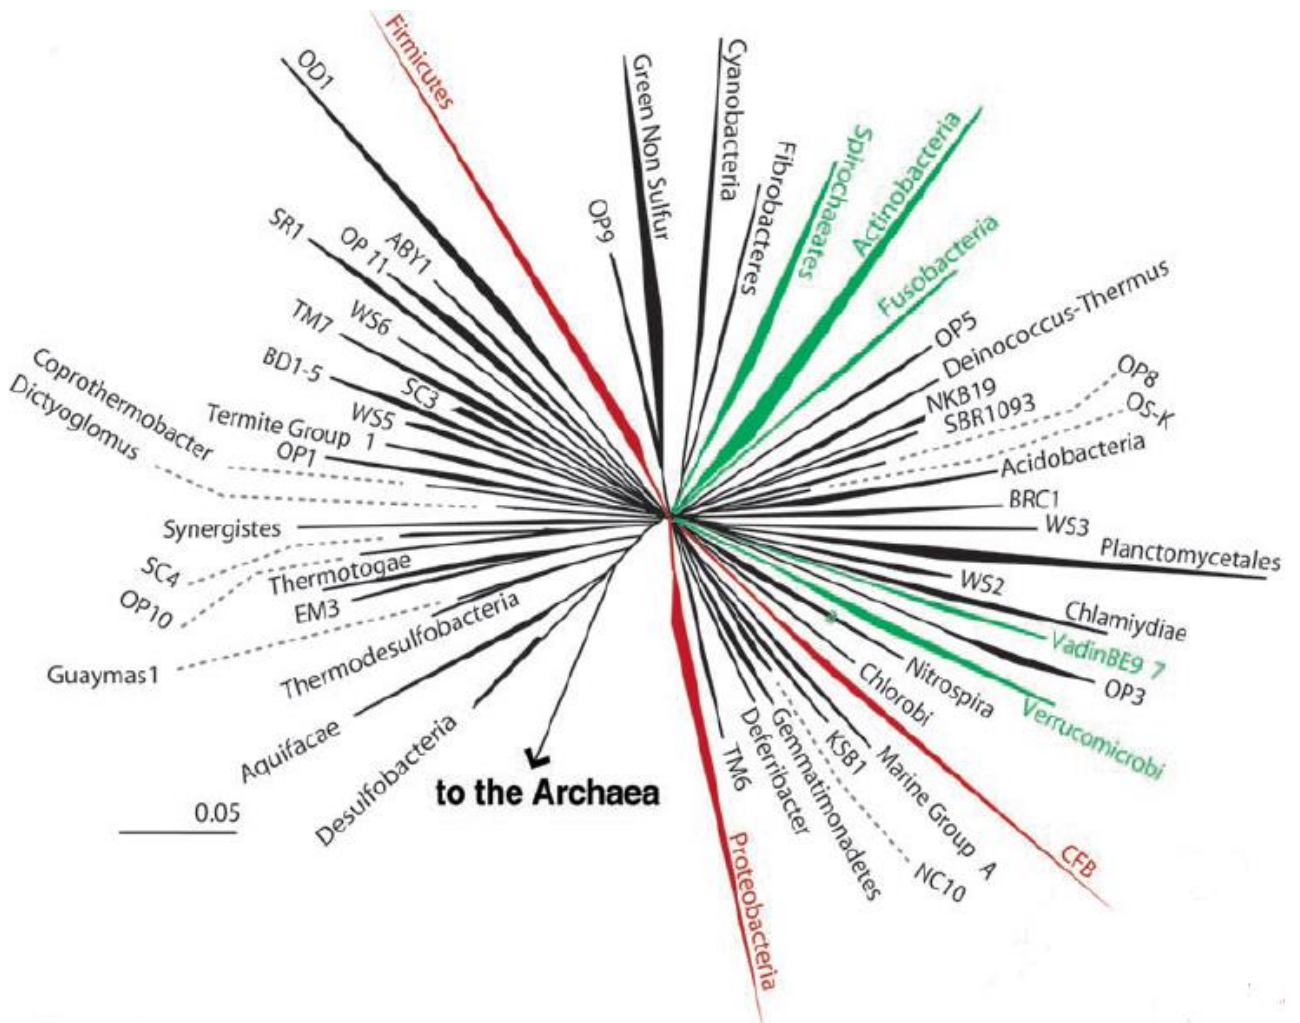 Firmicutes
OD1
Green Non Sulfur
Cyanobacteria
Fibrobacteres
Spirochaeates
Actinobacteria
Fusobacteria
OP9
SR1
OP 11
ABY1
TM7
WS6
BD1-5
SC3
WS5
Coprothermobacter
Dictyoglomus
Termite Group 1
OP1
Synergistes
SC4
OP10
Thermotogae
EM3
Guaymas1
Thermodesulfobacteria
Aquifacae
Desulfobacteria
to the Archaea
0.05
OP5
Deinococcus-Thermus
NKB19
SBR1093
OP8
OS-K
Acidobacteria
BRC1
WS3
Planctomycetales
WS2
Chlamiydiae
VadinBE9 7
OP3
Verrucomicrobi
Nitrospira
Chlorobi
CFB
Marine Group A
KSB1
NC10
Gemmatimonadetes
Deferribacter
TM6
Proteobacteria